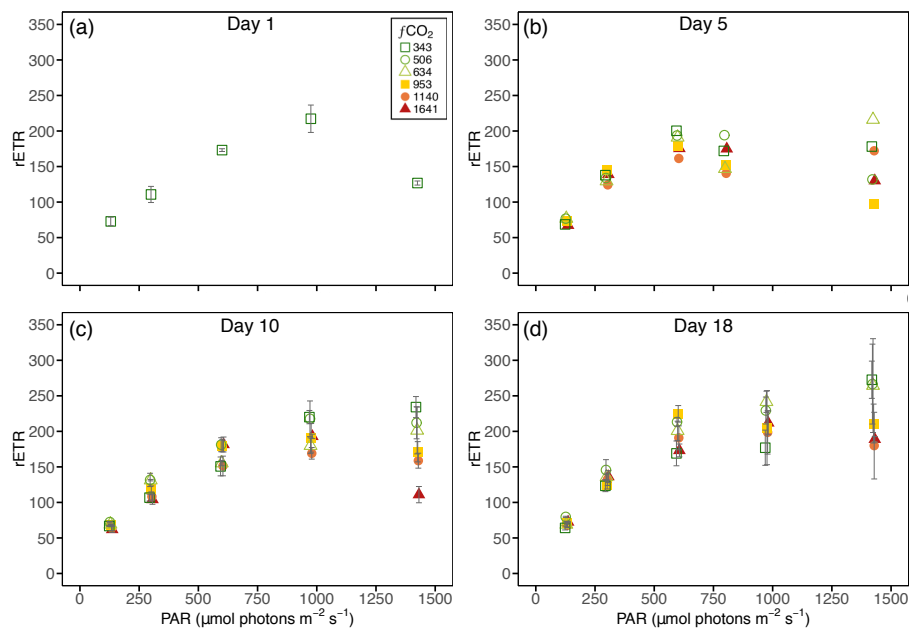 (a)
Day 1
350
300
250
200
150
100
50
0
rETR
fCO₂
343
506
634
953
1140
1641
(b)
Day 5
350
300
250
200
150
100
50
0
rETR
(c)
Day 10
350
300
250
200
150
100
50
0
rETR
0 250 500 750 1000 1250 1500
PAR (µmol photons m⁻² s⁻¹)
(d)
Day 18
350
300
250
200
150
100
50
0
rETR
0 250 500 750 1000 1250 1500
PAR (µmol photons m⁻² s⁻¹)